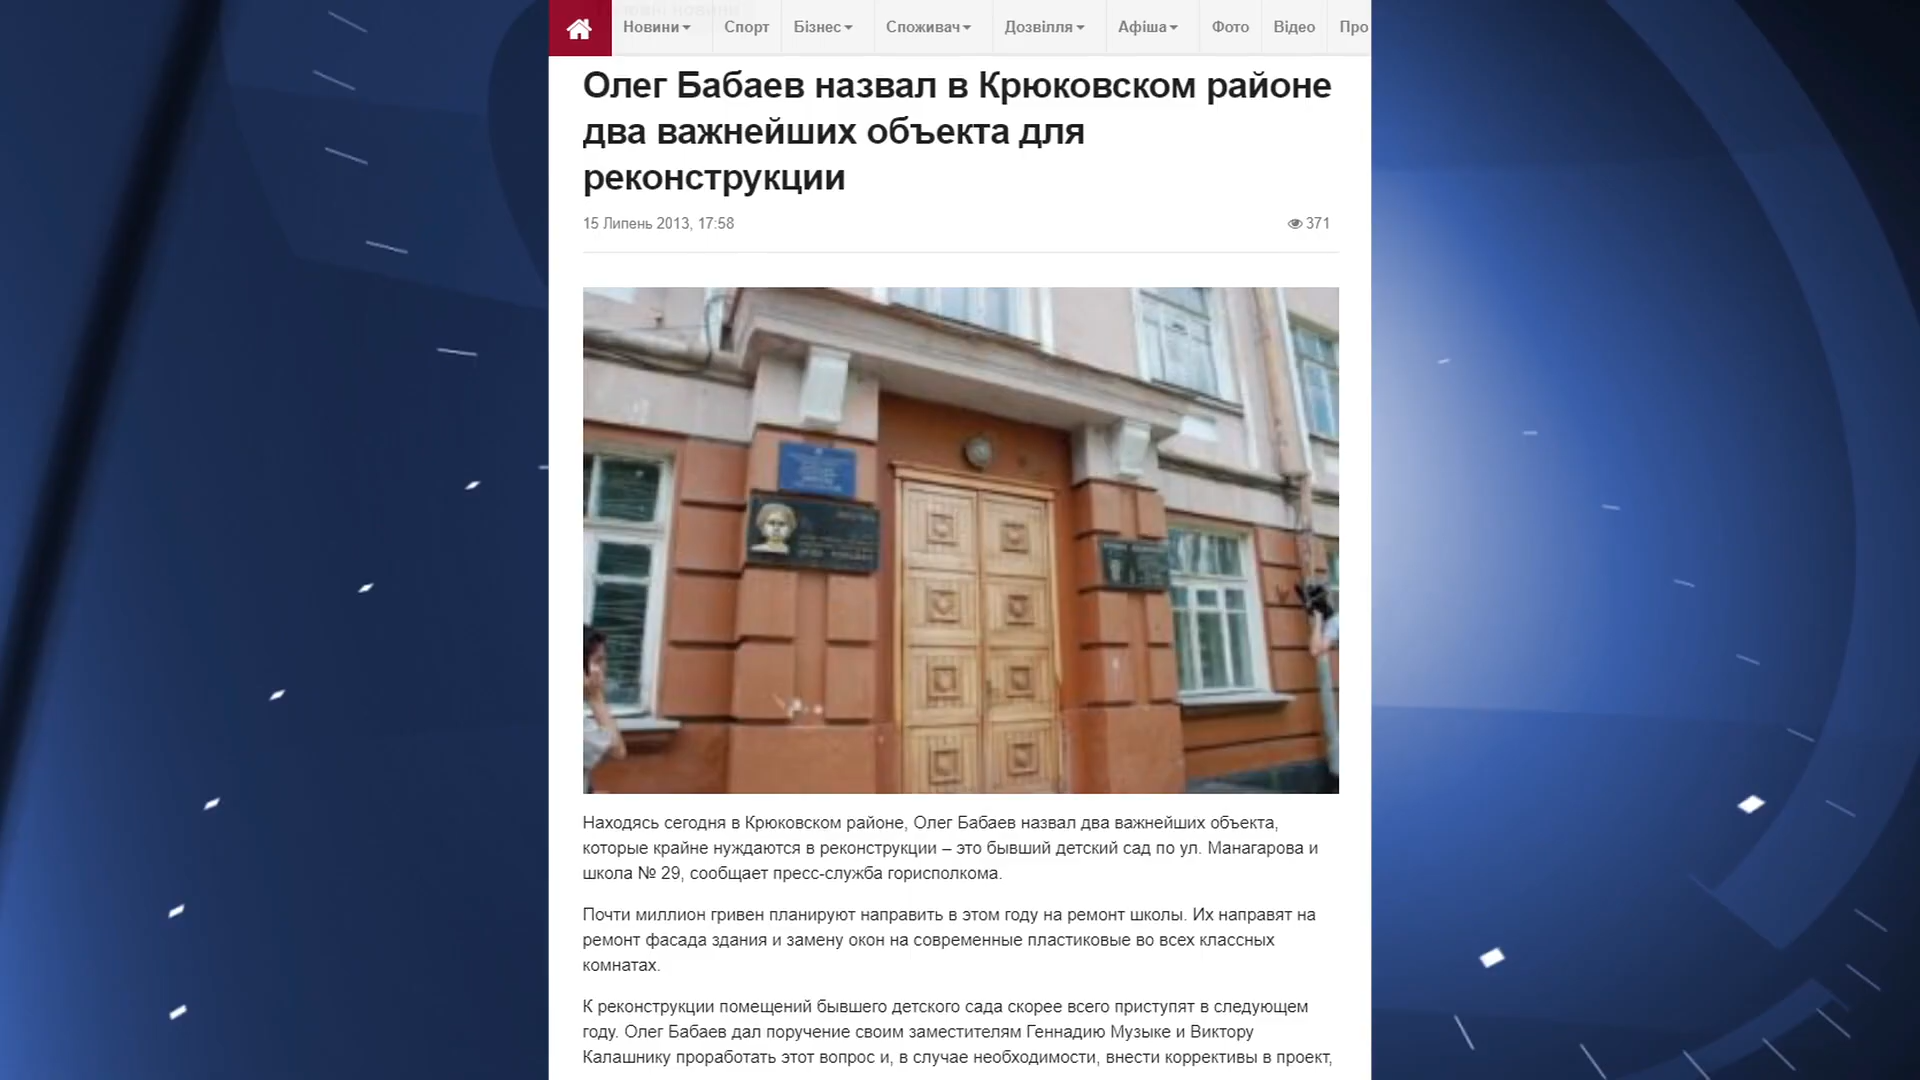 Новини Спорт Бізнес Споживач Дозвілля Афіша Фото Відео Про
Олег Бабаев назвал в Крюковском районе
два важнейших объекта для
реконструкции
15 Липень 2013, 17:58 371
Находясь сегодня в Крюковском районе, Олег Бабаев назвал два важнейших объекта,
которые крайне нуждаются в реконструкции – это бывший детский сад по ул. Манагарова и
школа № 29, сообщает пресс-служба горисполкома.
Почти миллион гривен планируют направить в этом году на ремонт школы. Их направят на
ремонт фасада здания и замену окон на современные пластиковые во всех классных
комнатах.
К реконструкции помещений бывшего детского сада скорее всего приступят в следующем
году. Олег Бабаев дал поручение своим заместителям Геннадию Музыке и Виктору
Калашнику проработать этот вопрос и, в случае необходимости, внести коррективы в проект,